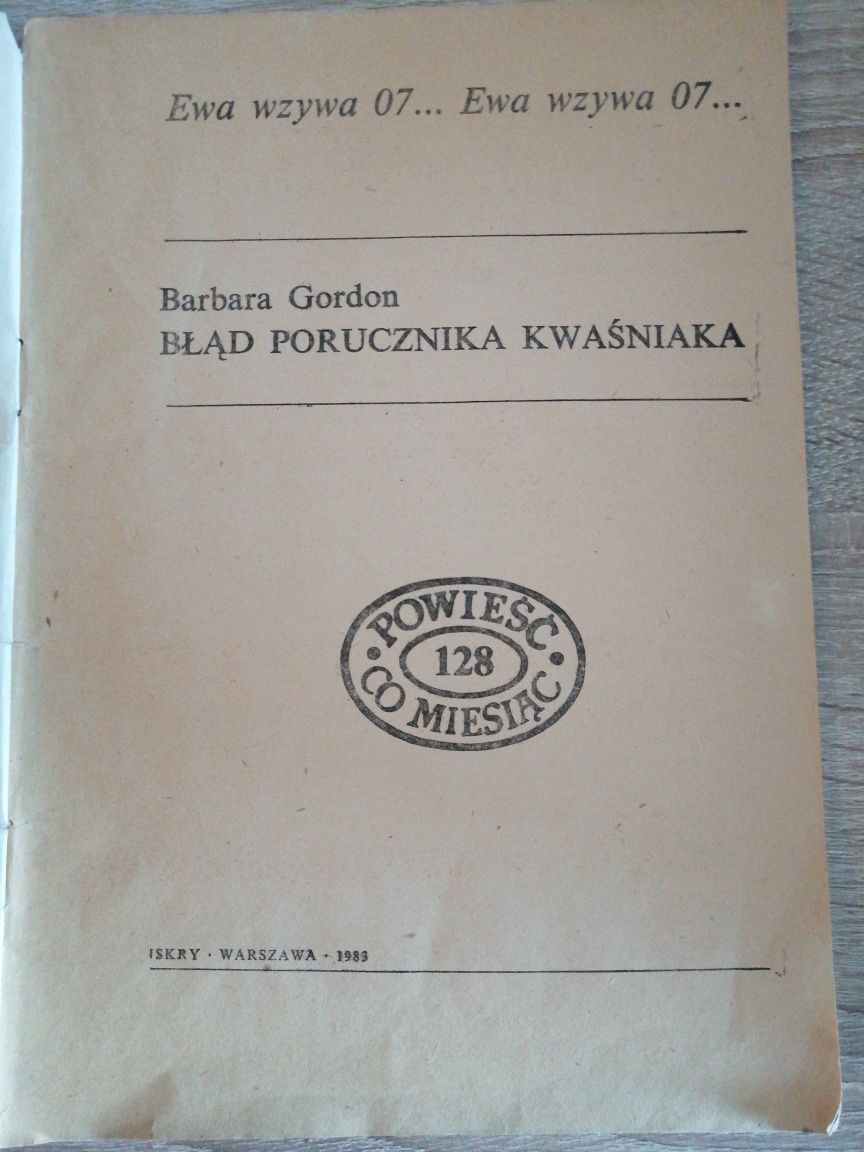 Ewa wzywa 07... Ewa wzywa 07...
Barbara Gordon
BŁĄD PORUCZNIKA KWAŚNIAKA
POWIEŚĆ
128
CO MIESIĄC
ISKRY · WARSZAWA · 1983